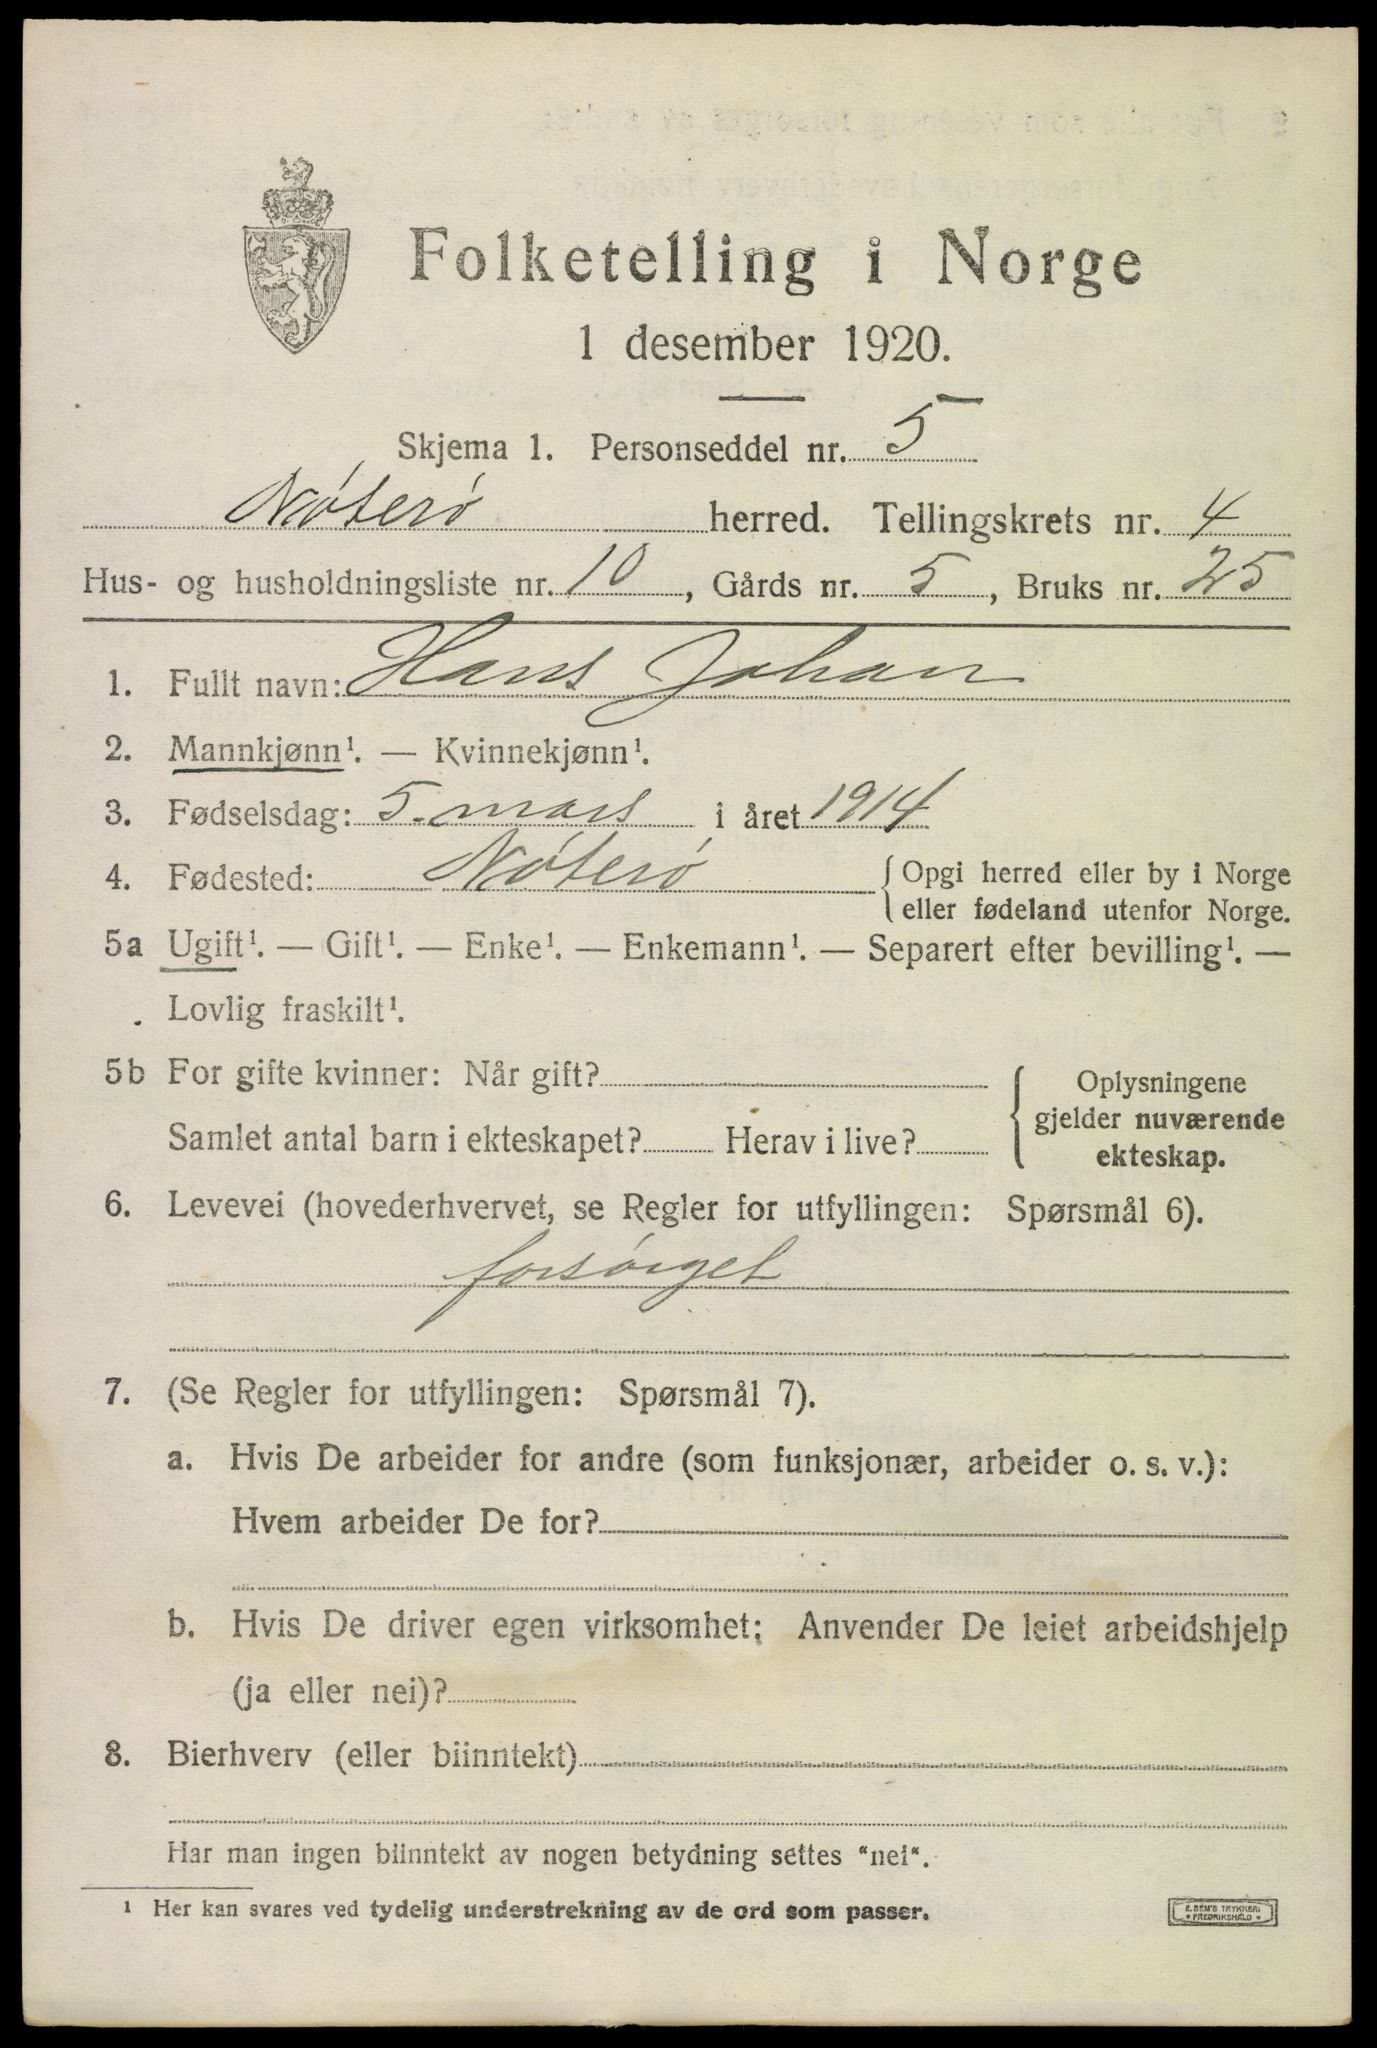 Folketelling i Norge
1 desember 1920.
Skjema 1. Personseddel nr. 5
Nøterø herred. Tellingskrets nr. 4
Hus- og husholdningsliste nr. 10, Gårds nr. 5, Bruks nr. 25
1. Fullt navn: Hans Johan
2. Mannkjønn¹. — Kvinnekjønn¹.
3. Fødselsdag: 5. mars i året 1914
4. Fødested: Nøterø { Opgi herred eller by i Norge
eller fødeland utenfor Norge.
5a Ugift¹. — Gift¹. — Enke¹. — Enkemann¹. — Separert efter bevilling¹. —
Lovlig fraskilt¹.
5b For gifte kvinner: Når gift?
Samlet antal barn i ekteskapet? Herav i live?
{ Oplysningene
gjelder nuværende
ekteskap.
6. Levevei (hovederhvervet, se Regler for utfyllingen: Spørsmål 6).
forsørget
7. (Se Regler for utfyllingen: Spørsmål 7).
a. Hvis De arbeider for andre (som funksjonær, arbeider o. s. v.):
Hvem arbeider De for?
b. Hvis De driver egen virksomhet: Anvender De leiet arbeidshjelp
(ja eller nei)?
8. Bierhverv (eller biinntekt)
Har man ingen biinntekt av nogen betydning settes "nei".
¹ Her kan svares ved tydelig understrekning av de ord som passer.
E. SEM'S TRYKKERI
• FREDRIKSHALD •